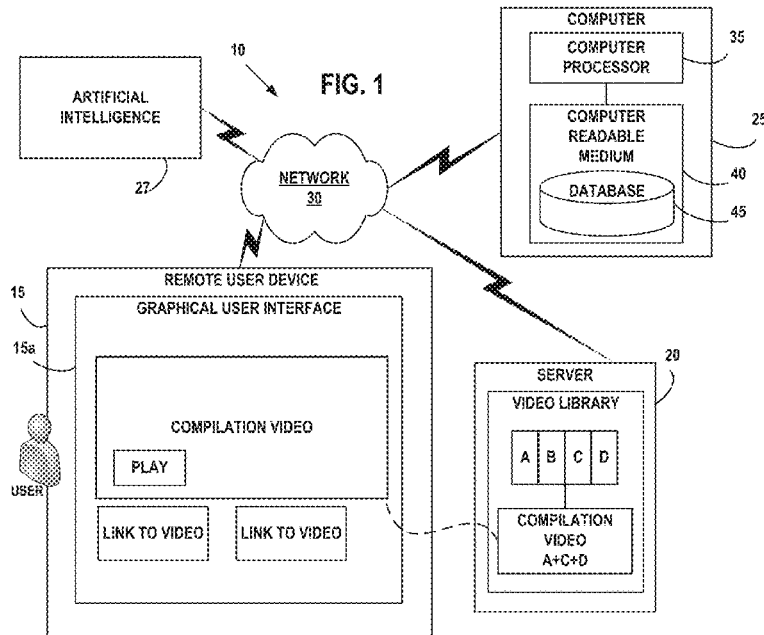 10
FIG. 1
ARTIFICIAL
INTELLIGENCE
27
NETWORK
30
COMPUTER
COMPUTER
PROCESSOR
35
COMPUTER
READABLE
MEDIUM
25
40
DATABASE
45
REMOTE USER DEVICE
15
GRAPHICAL USER INTERFACE
15a
COMPILATION VIDEO
PLAY
USER
LINK TO VIDEO
LINK TO VIDEO
20
SERVER
VIDEO LIBRARY
A B C D
COMPILATION
VIDEO
A+C+D